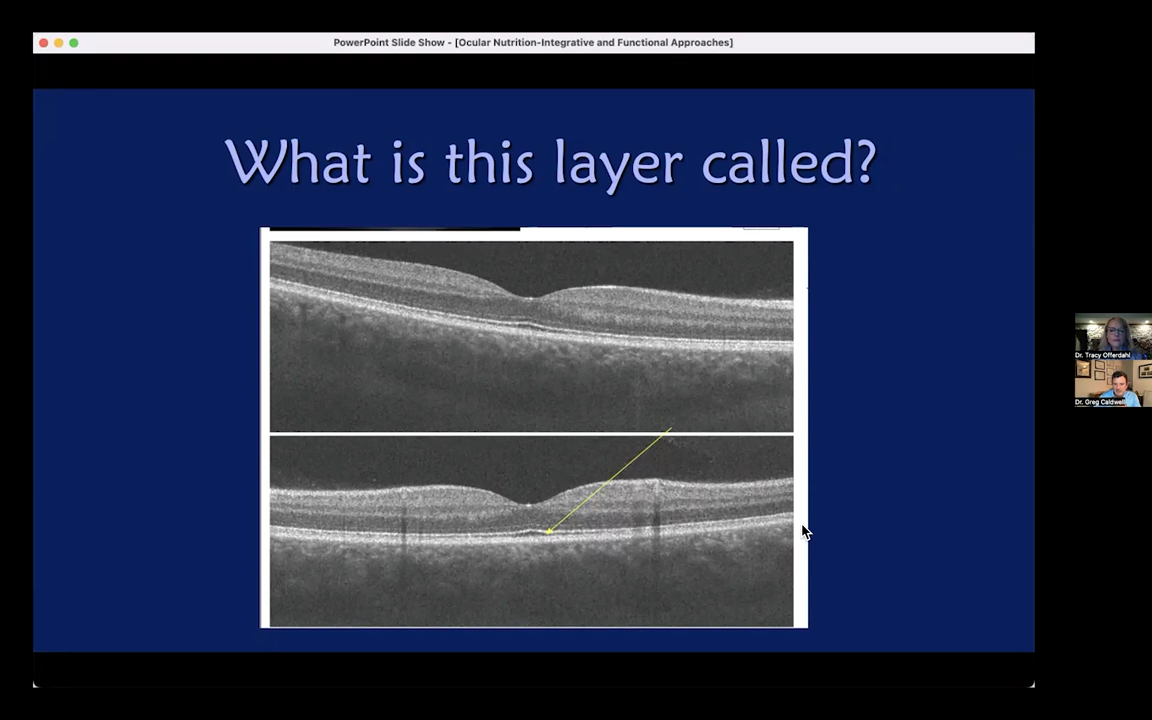 PowerPoint Slide Show - [Ocular Nutrition-Integrative and Functional Approaches]
What is this layer called?
Dr. Tracy Offerdahl
Dr. Greg Caldwell